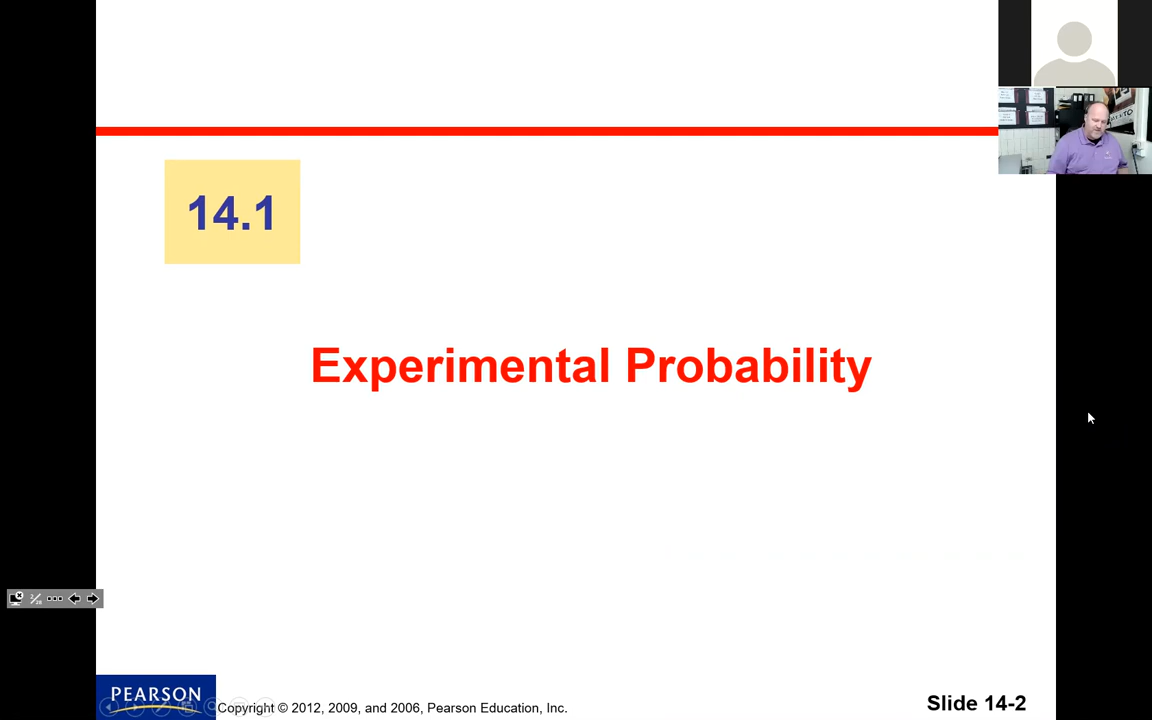 14.1
Experimental Probability
PEARSON
Copyright © 2012, 2009, and 2006, Pearson Education, Inc.
Slide 14-2